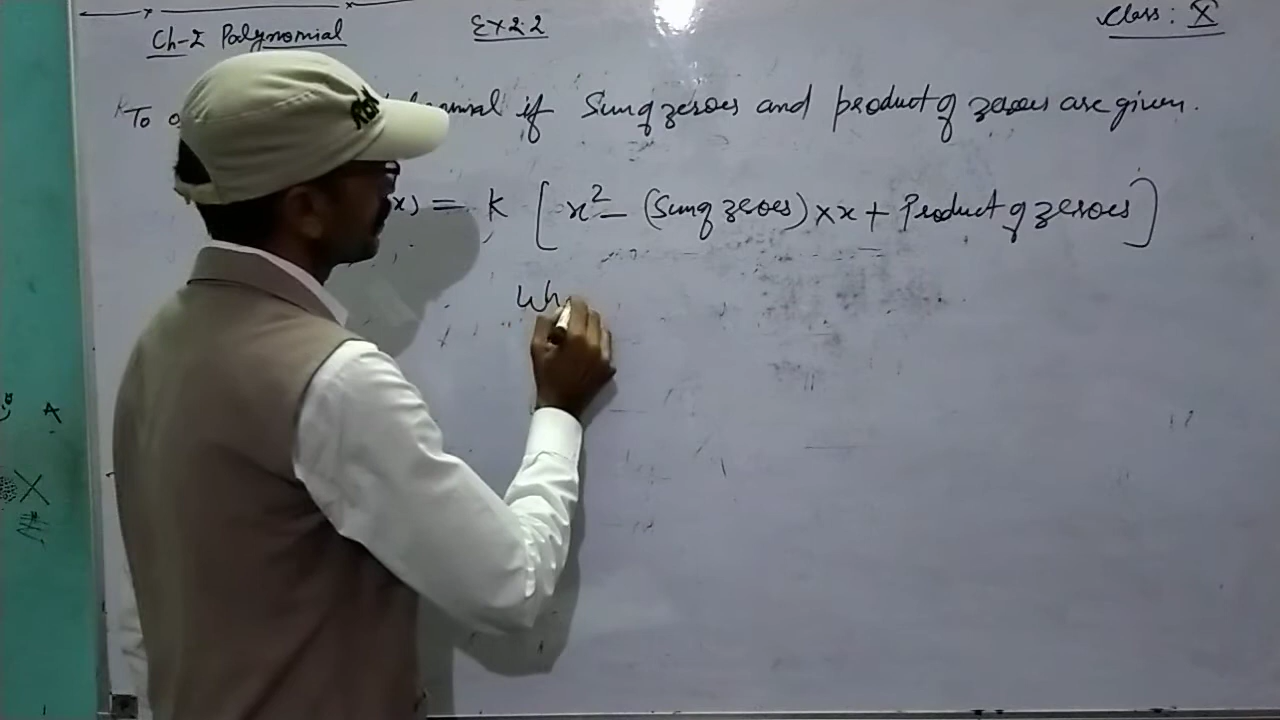 Ch-2 Polynomial Ex 2.2 Class: X
To if Sum of zeroes and product of zeroes are given.
(x) = k [ x² - (Sum of zeroes) × x + Product of zeroes ]
Wh